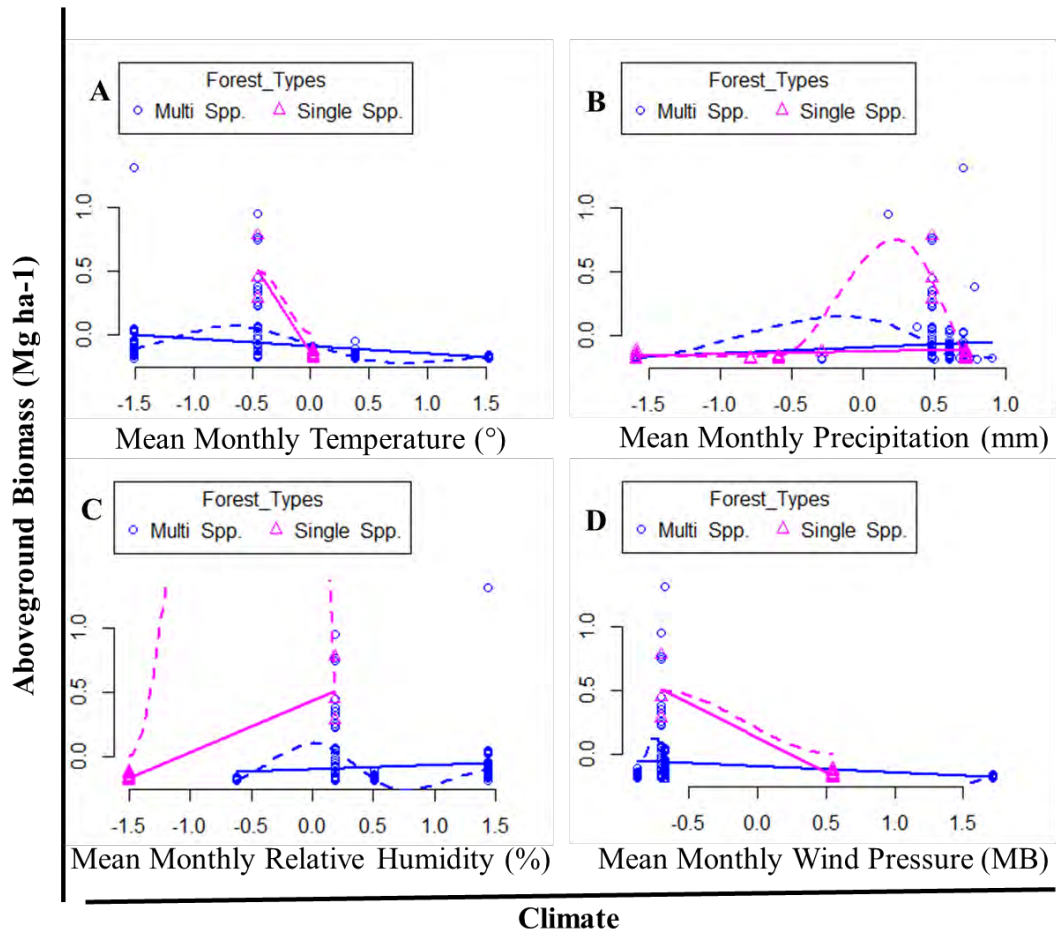 A
Forest_Types
Multi Spp. Single Spp.
1.0
0.5
0.0
-1.5 -1.0 -0.5 0.0 0.5 1.0 1.5
Mean Monthly Temperature (°)
B
Forest_Types
Multi Spp. Single Spp.
1.0
0.5
0.0
-1.5 -1.0 -0.5 0.0 0.5 1.0
Mean Monthly Precipitation (mm)
C
Forest_Types
Multi Spp. Single Spp.
1.0
0.5
0.0
-1.5 -1.0 -0.5 0.0 0.5 1.0 1.5
Mean Monthly Relative Humidity (%)
D
Forest_Types
Multi Spp. Single Spp.
1.0
0.5
0.0
-0.5 0.0 0.5 1.0 1.5
Mean Monthly Wind Pressure (MB)
Aboveground Biomass (Mg ha-1)
Climate